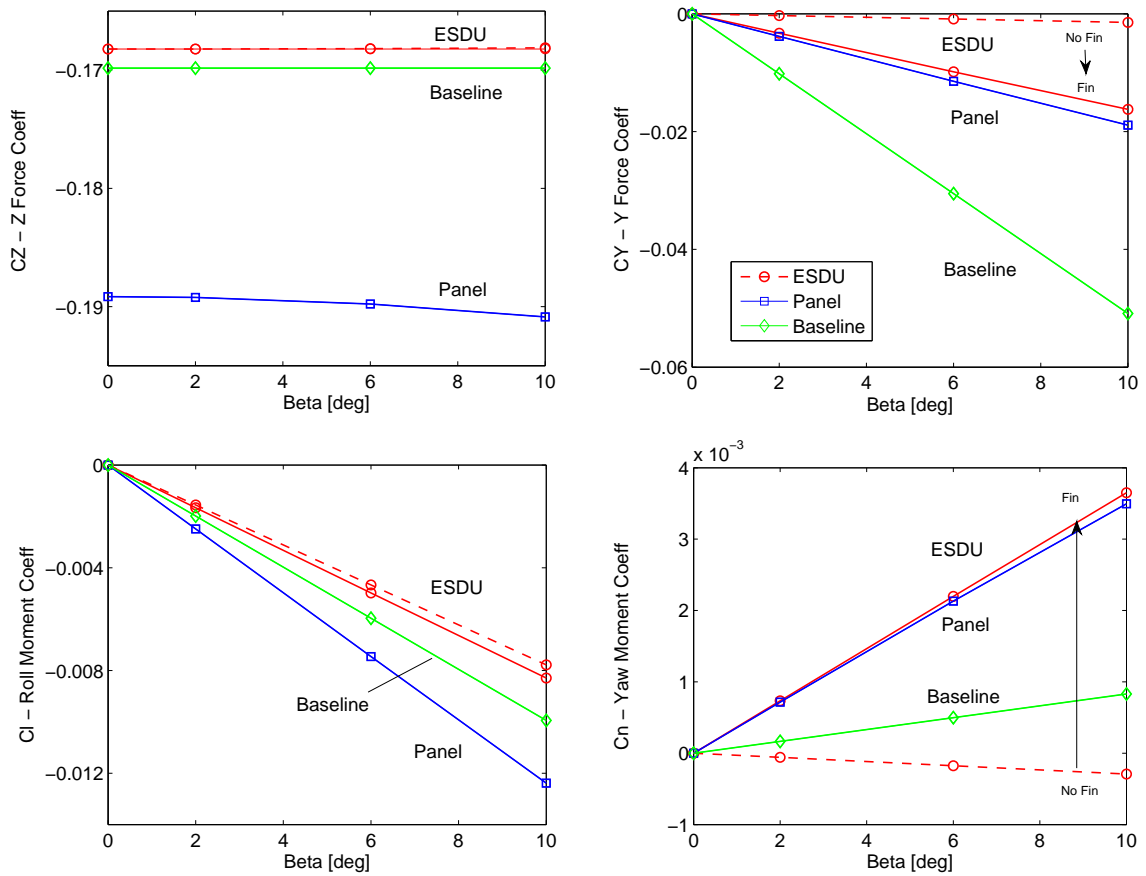 CZ − Z Force Coeff
−0.17
−0.18
−0.19
ESDU
Baseline
Panel
0 2 4 6 8 10
Beta [deg]
CY − Y Force Coeff
0
−0.02
−0.04
−0.06
ESDU
No Fin
Fin
Panel
Baseline
ESDU
Panel
Baseline
0 2 4 6 8 10
Beta [deg]
Cl − Roll Moment Coeff
0
−0.004
−0.008
−0.012
ESDU
Baseline
Panel
0 2 4 6 8 10
Beta [deg]
Cn − Yaw Moment Coeff
x 10⁻³
4
3
2
1
0
−1
Fin
ESDU
Panel
Baseline
No Fin
0 2 4 6 8 10
Beta [deg]